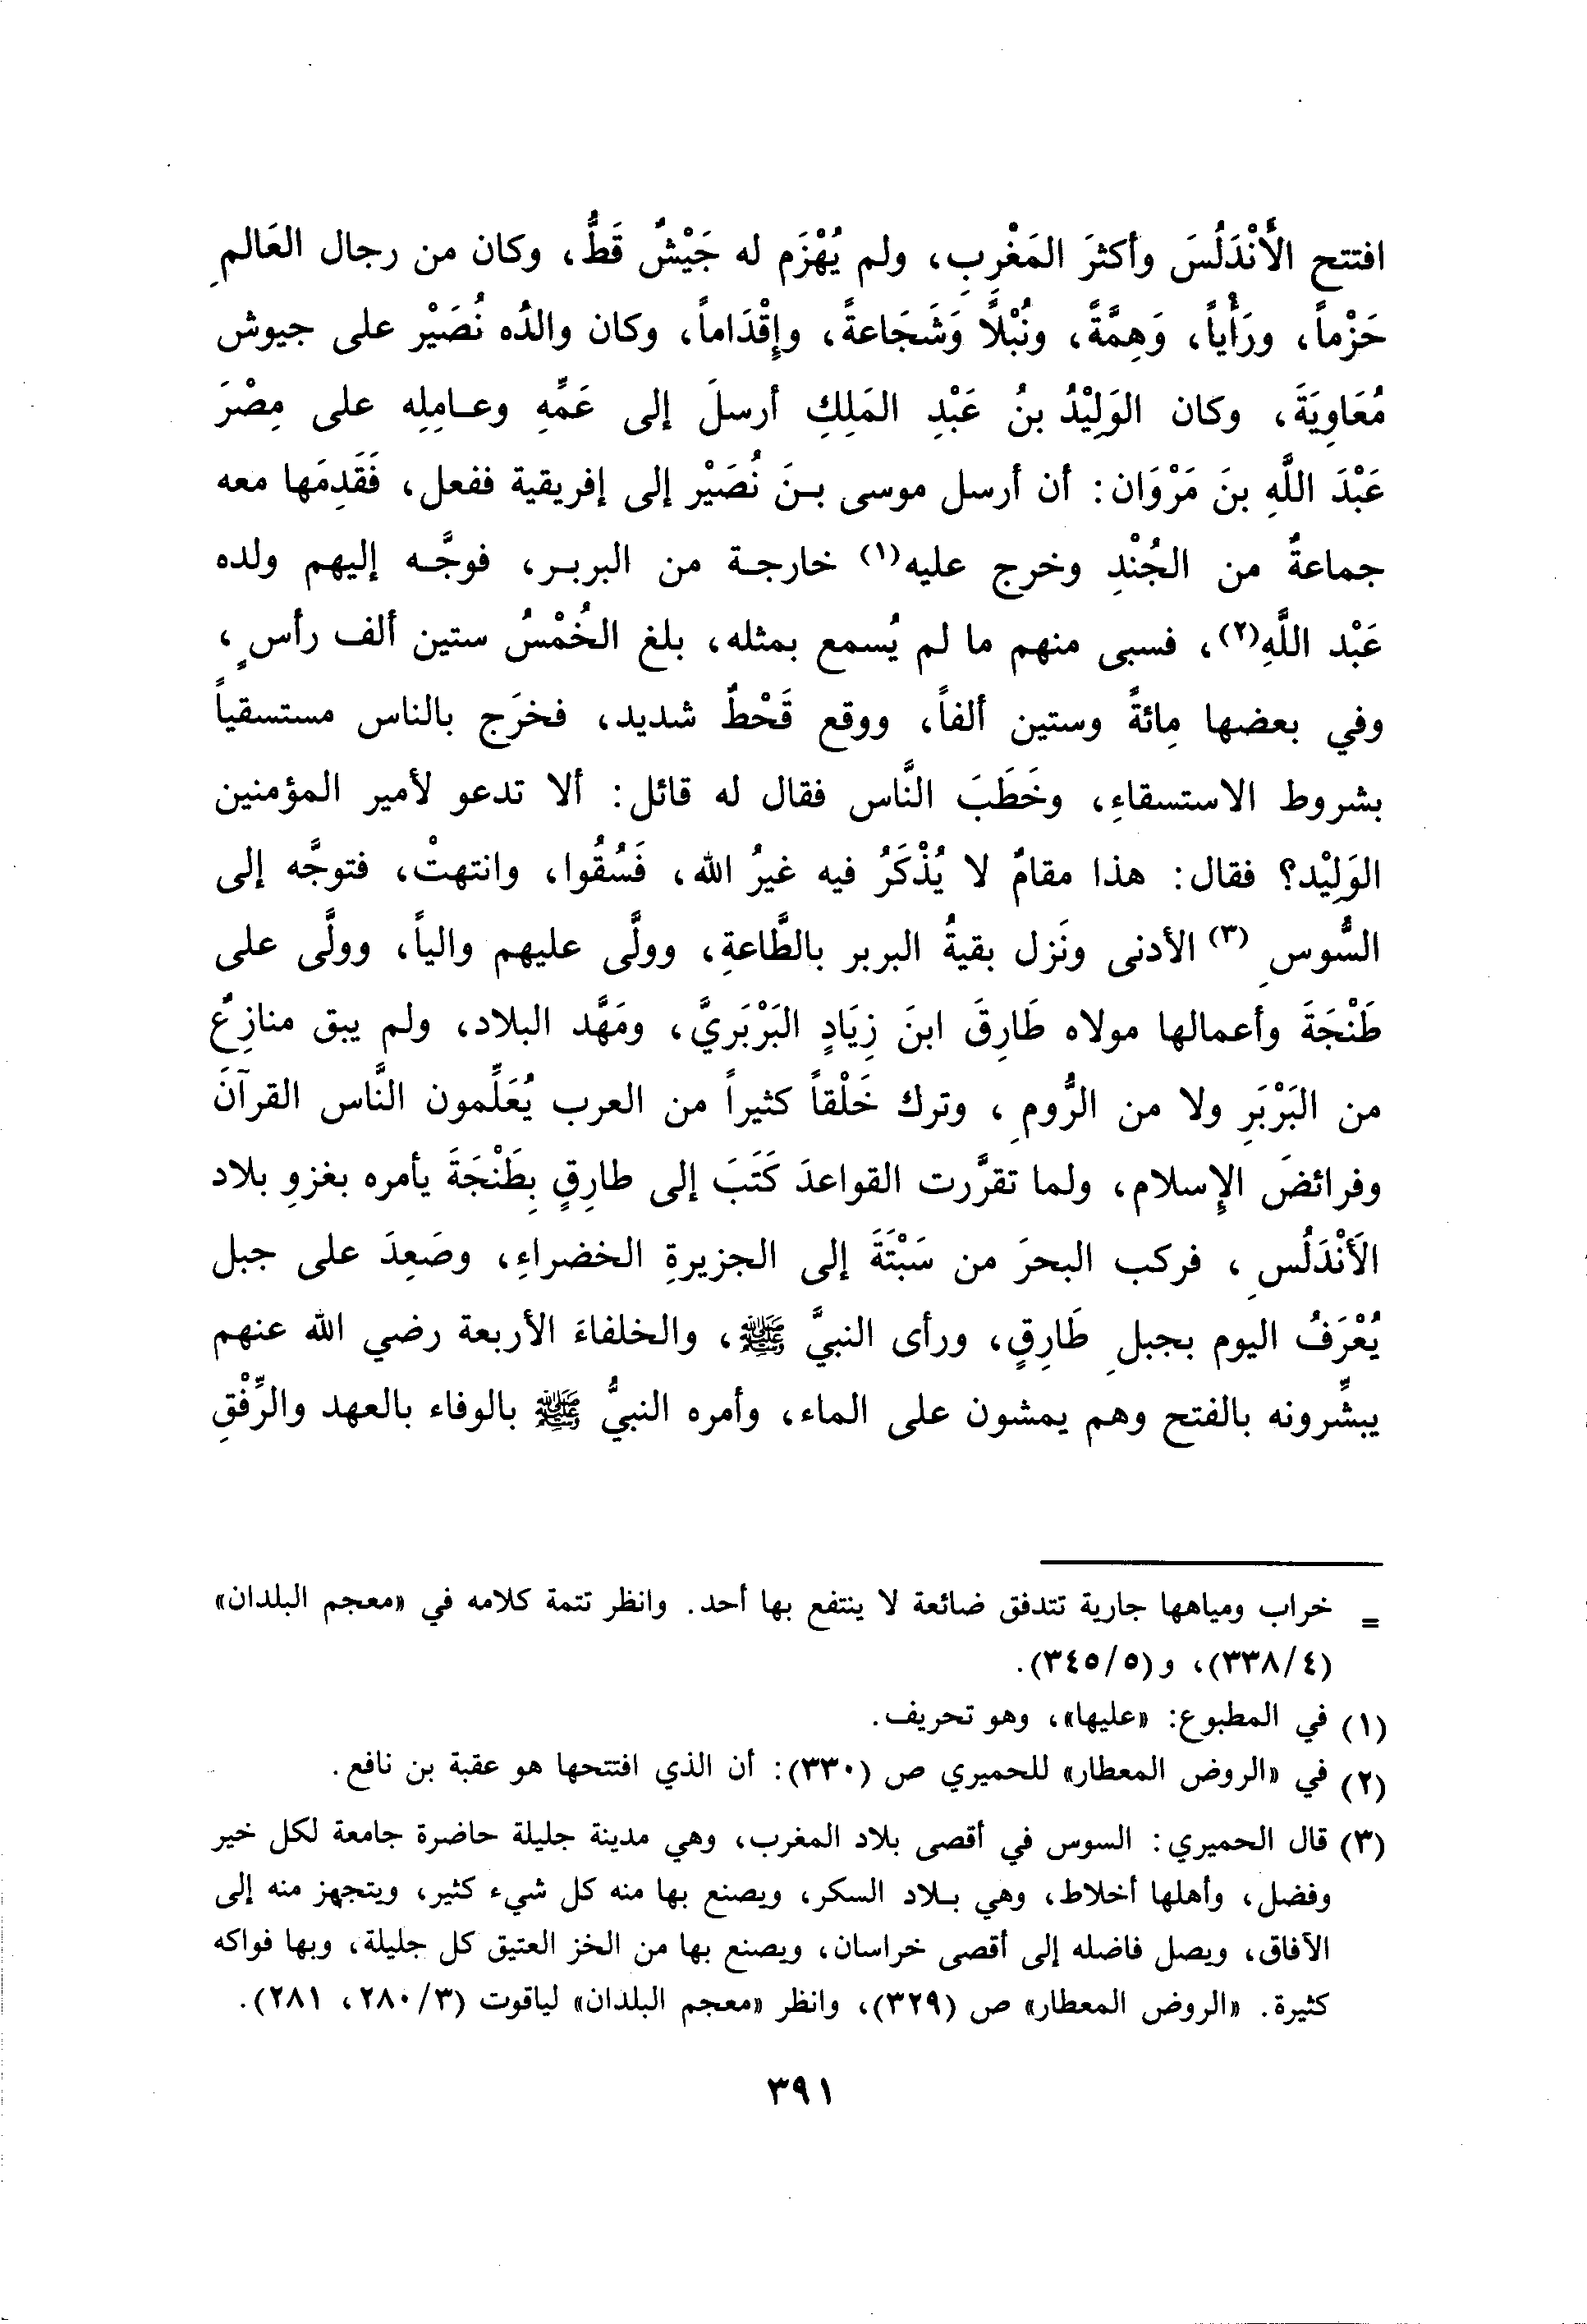 افتتح الأَنْدَلُسَ وأكثرَ المَغْرِبِ، ولم يُهْزَم له جَيْشٌ قَطُّ، وكان من رجال العَالمِ
حَزْماً، ورَأْياً، وَهِمَّةً، ونُبْلاً وَشَجَاعةً، وإِقْدَاماً، وكان والدُه نُصَيْر على جيوش
مُعَاوِيَةَ، وكان الوَلِيْدُ بنُ عَبْدِ المَلِكِ أرسلَ إلى عَمِّهِ وعامِلِه على مِصْرَ
عَبْدَ اللَّهِ بنَ مَرْوَان: أن أرسل موسى بنَ نُصَيْر إلى إفريقية ففعل، فَقَدِمَها معه
جماعةٌ من الجُنْدِ وخرج عليه(١) خارجة من البربر، فوجَّه إليهم ولده
عَبْد اللَّهِ(٢)، فسبى منهم ما لم يُسمع بمثله، بلغ الخُمْسُ ستين ألف رأسٍ،
وفي بعضها مِائةً وستين ألفاً، ووقع قَحْطٌ شديد، فخرَج بالناس مستسقياً
بشروط الاستسقاءِ، وخَطَبَ النَّاس فقال له قائل: ألا تدعو لأمير المؤمنين
الوَلِيْد؟ فقال: هذا مقامٌ لا يُذْكَرُ فيه غيرُ الله، فَسُقُوا، وانتهتْ، فتوجَّه إلى
السُّوسِ(٣) الأدنى ونَزل بقيةُ البربر بالطَّاعةِ، وولَّى عليهم والياً، وولَّى على
طَنْجَةَ وأعمالها مولاه طَارِقَ ابنَ زِيَادٍ البَرْبَريَّ، ومَهَّد البلاد، ولم يبق منازِعٌ
من البَرْبَرِ ولا من الرُّومِ، وترك خَلْقاً كثيراً من العرب يُعَلِّمون النَّاس القرآنَ
وفرائضَ الإِسلام، ولما تقرَّرت القواعدَ كَتَبَ إلى طارِقٍ بِطَنْجَةَ يأمره بغزوِ بلاد
الأَنْدَلُسِ، فركب البحرَ من سَبْتَةَ إلى الجزيرةِ الخضراءِ، وصَعِدَ على جبل
يُعْرَفُ اليوم بجبلِ طَارِقٍ، ورأى النبيَّ ﷺ، والخلفاءَ الأربعة رضي الله عنهم
يبشِّرونه بالفتح وهم يمشون على الماء، وأمره النبيُّ ﷺ بالوفاء بالعهد والرِّفْقِ
= خراب ومياهها جارية تتدفق ضائعة لا ينتفع بها أحد. وانظر تتمة كلامه في «معجم البلدان»
(٣٣٨/٤)، و(٣٤٥/٥).
(١) في المطبوع: «عليها»، وهو تحريف.
(٢) في «الروض المعطار» للحميري ص (٣٣٠): أن الذي افتتحها هو عقبة بن نافع.
(٣) قال الحميري: السوس في أقصى بلاد المغرب، وهي مدينة جليلة حاضرة جامعة لكل خير
وفضل، وأهلها أخلاط، وهي بلاد السكر، ويصنع بها منه كل شيء كثير، ويتجهز منه إلى
الآفاق، ويصل فاضله إلى أقصى خراسان، ويصنع بها من الخز العتيق كل جليلة، وبها فواكه
كثيرة. «الروض المعطار» ص (٣٢٩)، وانظر «معجم البلدان» لياقوت (٢٨٠/٣، ٢٨١).
٣٩١